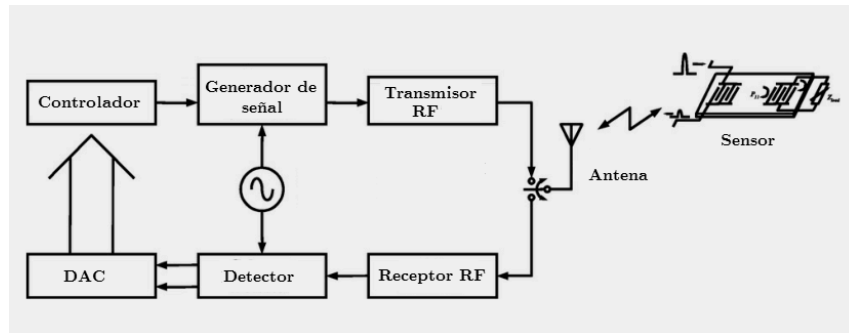 Controlador
Generador de
señal
Transmisor
RF
Sensor
Antena
DAC
Detector
Receptor RF